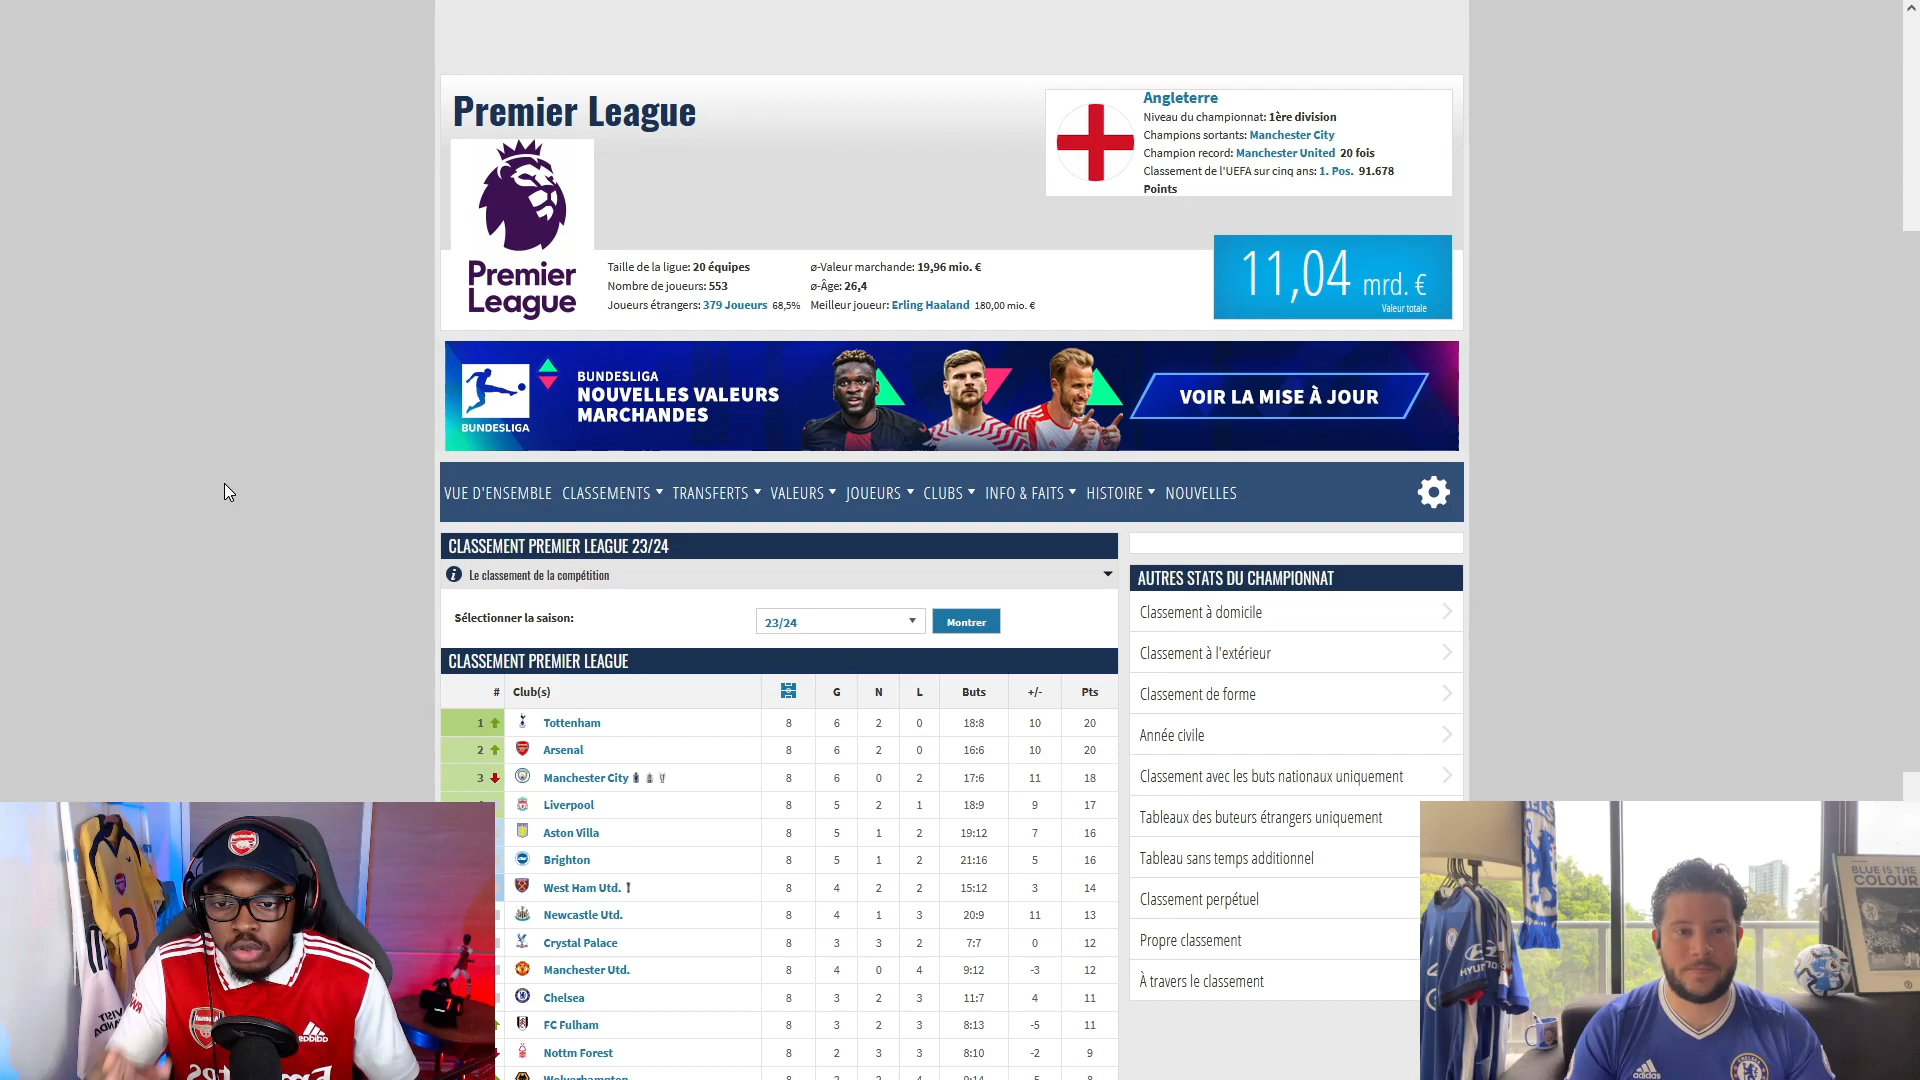 Premier League
Angleterre
Niveau du championnat: 1ère division
Champions sortants: Manchester City
Champion record: Manchester United 20 fois
Classement de l'UEFA sur cinq ans: 1. Pos. 91.678
Points
Premier
League
Taille de la ligue: 20 équipes
Nombre de joueurs: 553
Joueurs étrangers: 379 Joueurs 68,5%
ø-Valeur marchande: 19,96 mio. €
ø-Âge: 26,4
Meilleur joueur: Erling Haaland 180,00 mio. €
11,04 mrd. €
Valeur totale
BUNDESLIGA
BUNDESLIGA
NOUVELLES VALEURS
MARCHANDES
VOIR LA MISE À JOUR
VUE D'ENSEMBLE CLASSEMENTS TRANSFERTS VALEURS JOUEURS CLUBS INFO & FAITS HISTOIRE NOUVELLES
CLASSEMENT PREMIER LEAGUE 23/24
Le classement de la compétition
Sélectionner la saison: 23/24 Montrer
CLASSEMENT PREMIER LEAGUE
# Club(s) G N L Buts +/- Pts
1 Tottenham 8 6 2 0 18:8 10 20
2 Arsenal 8 6 2 0 16:6 10 20
3 Manchester City 8 6 0 2 17:6 11 18
Liverpool 8 5 2 1 18:9 9 17
Aston Villa 8 5 1 2 19:12 7 16
Brighton 8 5 1 2 21:16 5 16
West Ham Utd. 8 4 2 2 15:12 3 14
Newcastle Utd. 8 4 1 3 20:9 11 13
Crystal Palace 8 3 3 2 7:7 0 12
Manchester Utd. 8 4 0 4 9:12 -3 12
Chelsea 8 3 2 3 11:7 4 11
FC Fulham 8 3 2 3 8:13 -5 11
Nottm Forest 8 2 3 3 8:10 -2 9
Wolverhampton
AUTRES STATS DU CHAMPIONNAT
Classement à domicile
Classement à l'extérieur
Classement de forme
Année civile
Classement avec les buts nationaux uniquement
Tableaux des buteurs étrangers uniquement
Tableau sans temps additionnel
Classement perpétuel
Propre classement
À travers le classement
BLUE IS THE
COLOUR
adidas
adidas